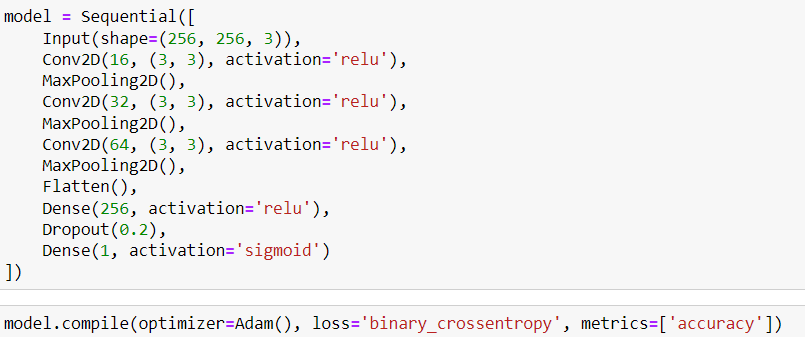 model = Sequential([
    Input(shape=(256, 256, 3)),
    Conv2D(16, (3, 3), activation='relu'),
    MaxPooling2D(),
    Conv2D(32, (3, 3), activation='relu'),
    MaxPooling2D(),
    Conv2D(64, (3, 3), activation='relu'),
    MaxPooling2D(),
    Flatten(),
    Dense(256, activation='relu'),
    Dropout(0.2),
    Dense(1, activation='sigmoid')
])
model.compile(optimizer=Adam(), loss='binary_crossentropy', metrics=['accuracy'])